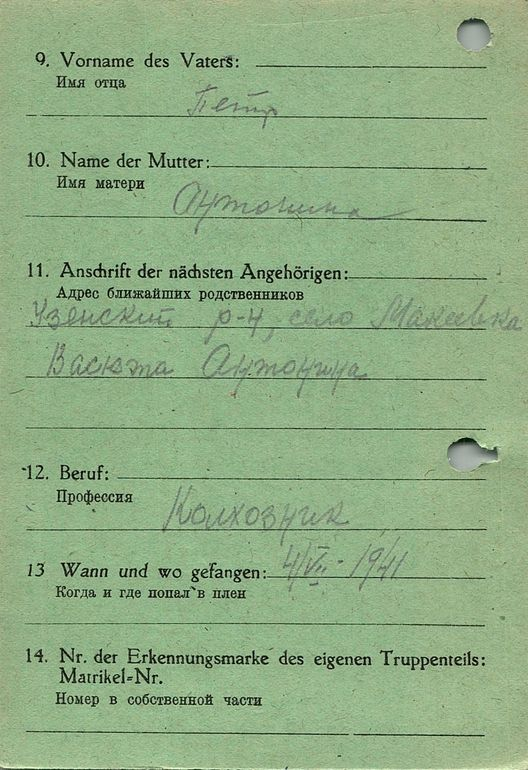 9. Vorname des Vaters:
Имя отца
Петр
10. Name der Mutter:
Имя матери
Антонина
11. Anschrift der nächsten Angehörigen:
Адрес ближайших родственников
Узенский р-н, село Макеевка
Васюта Антонина
12. Beruf:
Профессия
Колхозник
13 Wann und wo gefangen: 4/VII-1941
Когда и где попал в плен
14. Nr. der Erkennungsmarke des eigenen Truppenteils:
Matrikel=Nr.
Номер в собственной части